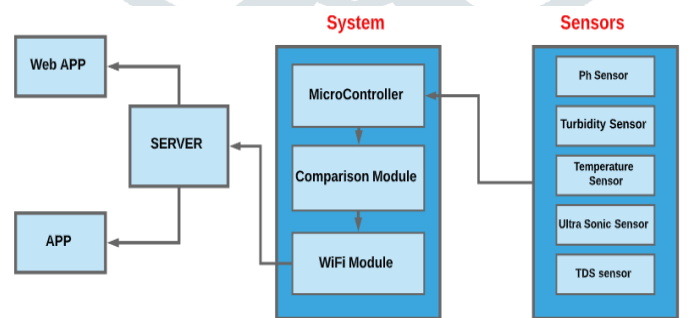 System
Sensors
Web APP
SERVER
APP
MicroController
Comparison Module
WiFi Module
Ph Sensor
Turbidity Sensor
Temperature
Sensor
Ultra Sonic Sensor
TDS sensor